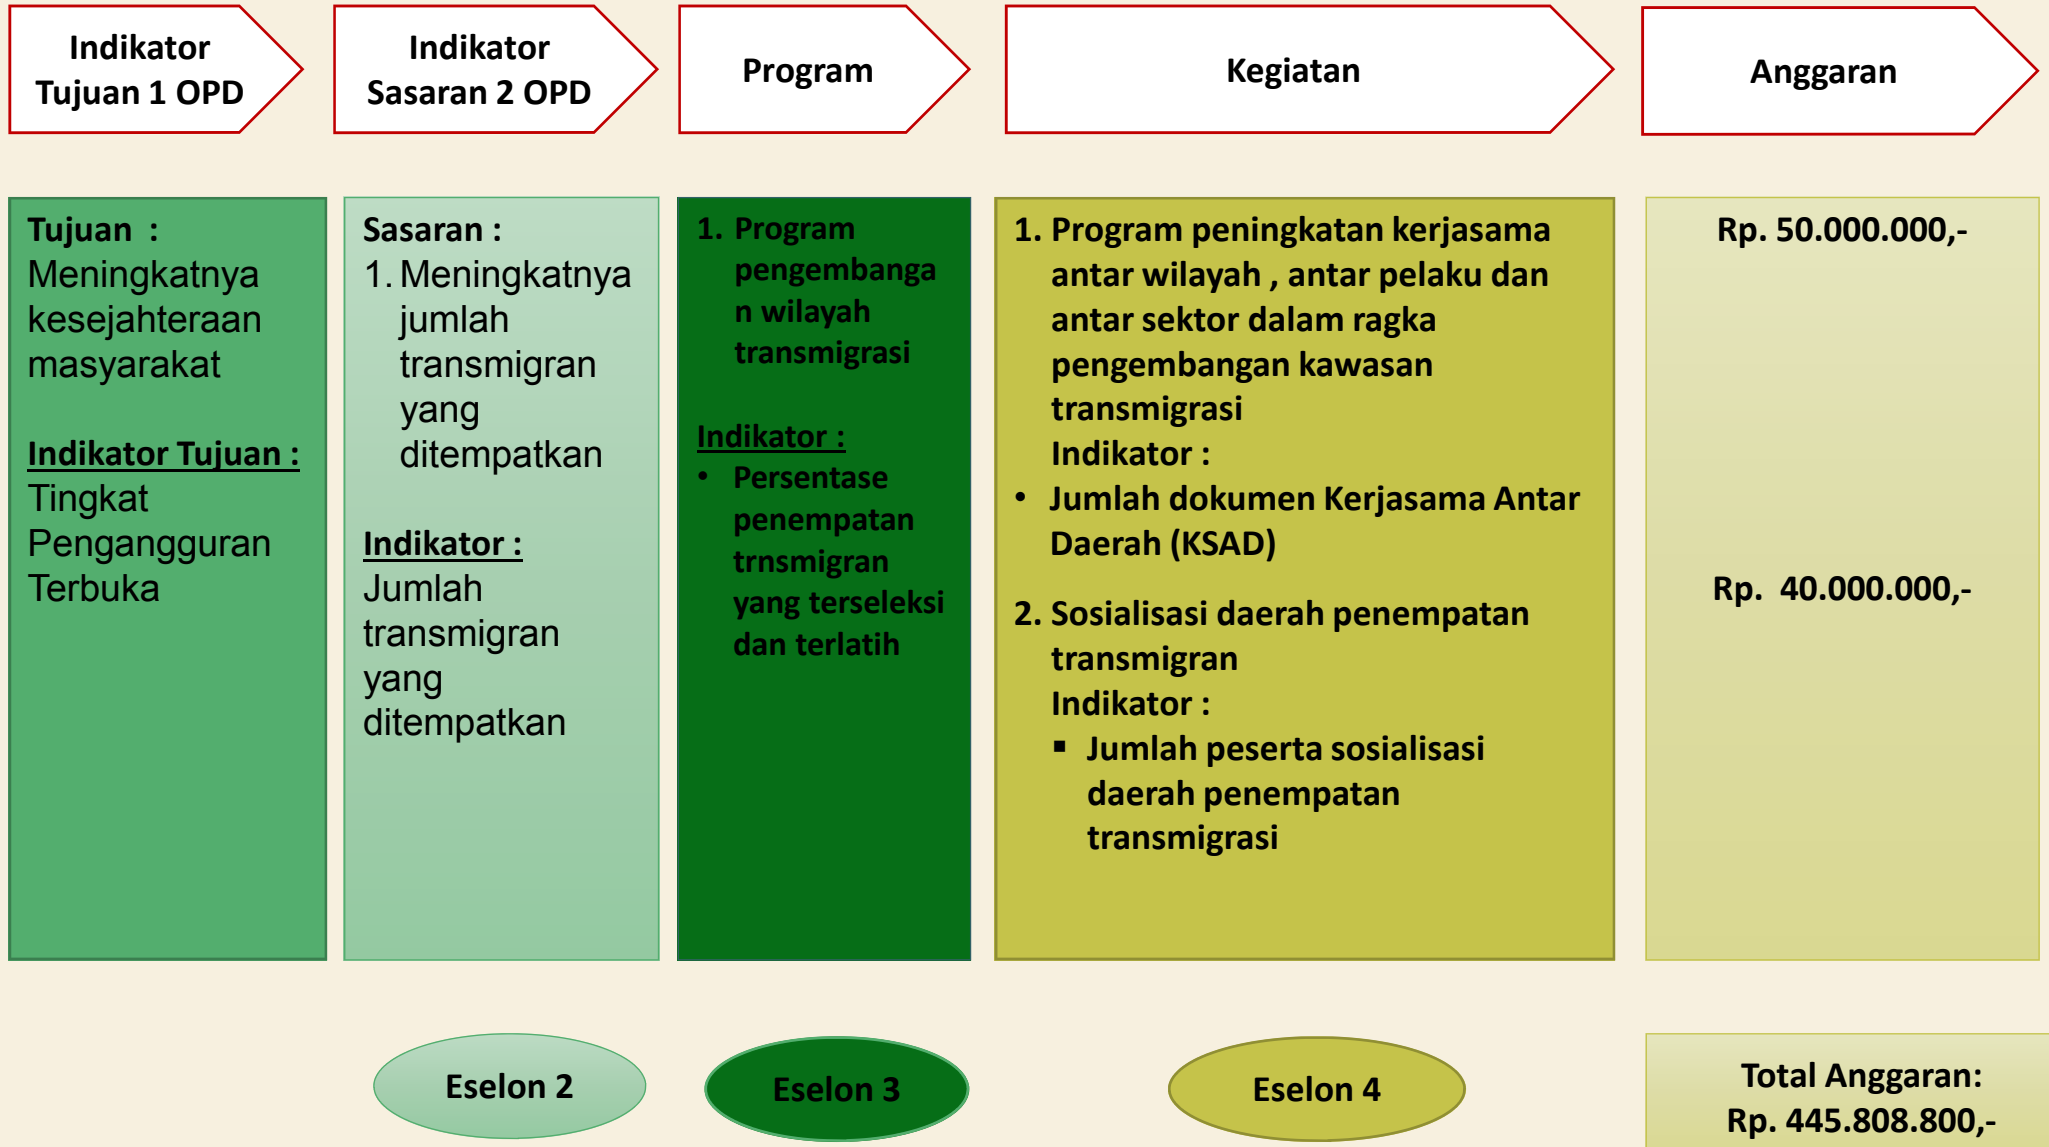 Indikator
Tujuan 1 OPD
Indikator
Sasaran 2 OPD
Program
Kegiatan
Anggaran
Tujuan :
Meningkatnya
kesejahteraan
masyarakat
Indikator Tujuan :
Tingkat
Pengangguran
Terbuka
Sasaran :
1. Meningkatnya
jumlah
transmigran
yang
ditempatkan
Indikator :
Jumlah
transmigran
yang
ditempatkan
1. Program
pengembanga
n wilayah
transmigrasi
Indikator :
• Persentase
penempatan
trnsmigran
yang terseleksi
dan terlatih
1. Program peningkatan kerjasama
antar wilayah , antar pelaku dan
antar sektor dalam ragka
pengembangan kawasan
transmigrasi
Indikator :
• Jumlah dokumen Kerjasama Antar
Daerah (KSAD)
2. Sosialisasi daerah penempatan
transmigran
Indikator :
▪ Jumlah peserta sosialisasi
daerah penempatan
transmigrasi
Rp. 50.000.000,-
Rp. 40.000.000,-
Eselon 2
Eselon 3
Eselon 4
Total Anggaran:
Rp. 445.808.800,-